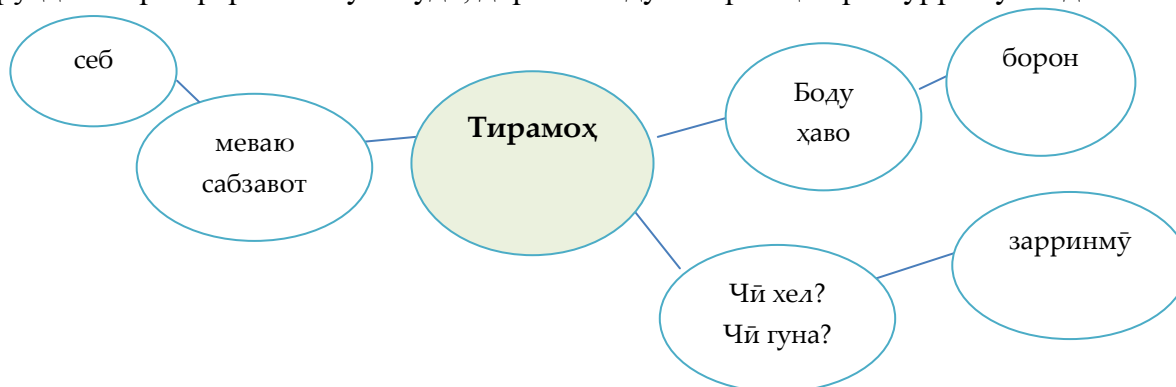 себ
меваю
сабзавот
Тирамоҳ
Боду
ҳаво
борон
Чӣ хел?
Чӣ гуна?
зарринмӯ